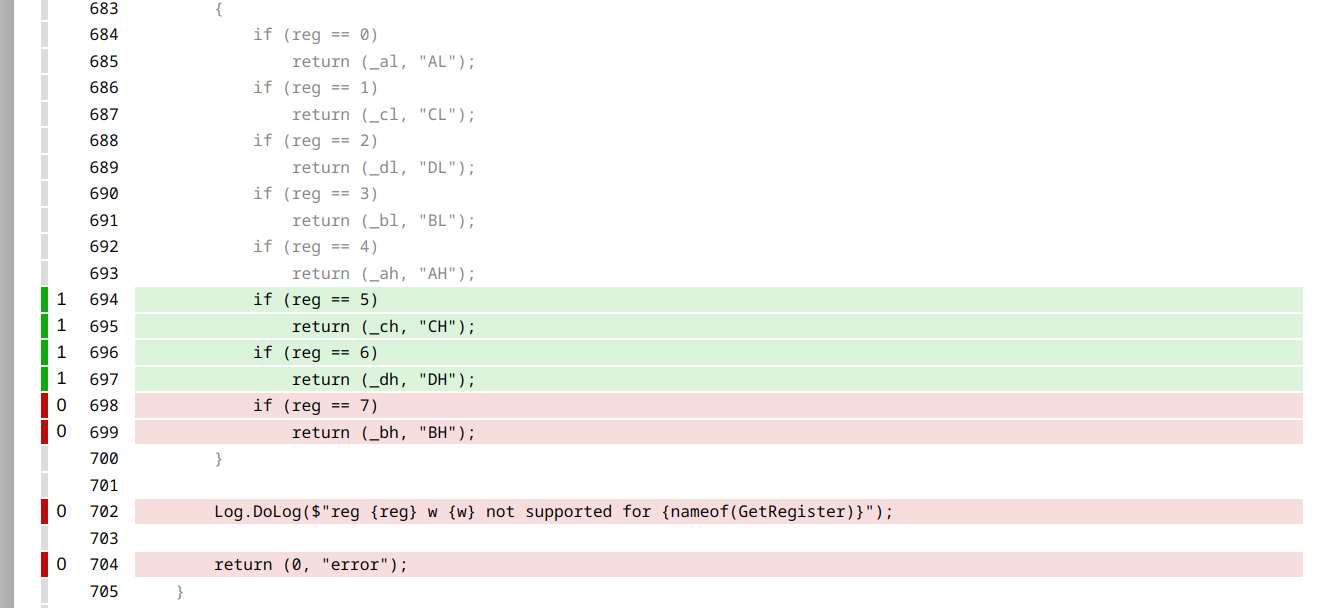 683         {
684             if (reg == 0)
685                 return (_al, "AL");
686             if (reg == 1)
687                 return (_cl, "CL");
688             if (reg == 2)
689                 return (_dl, "DL");
690             if (reg == 3)
691                 return (_bl, "BL");
692             if (reg == 4)
693                 return (_ah, "AH");
1 694             if (reg == 5)
1 695                 return (_ch, "CH");
1 696             if (reg == 6)
1 697                 return (_dh, "DH");
0 698             if (reg == 7)
0 699                 return (_bh, "BH");
700         }
701
0 702         Log.DoLog($"reg {reg} w {w} not supported for {nameof(GetRegister)}");
703
0 704         return (0, "error");
705     }